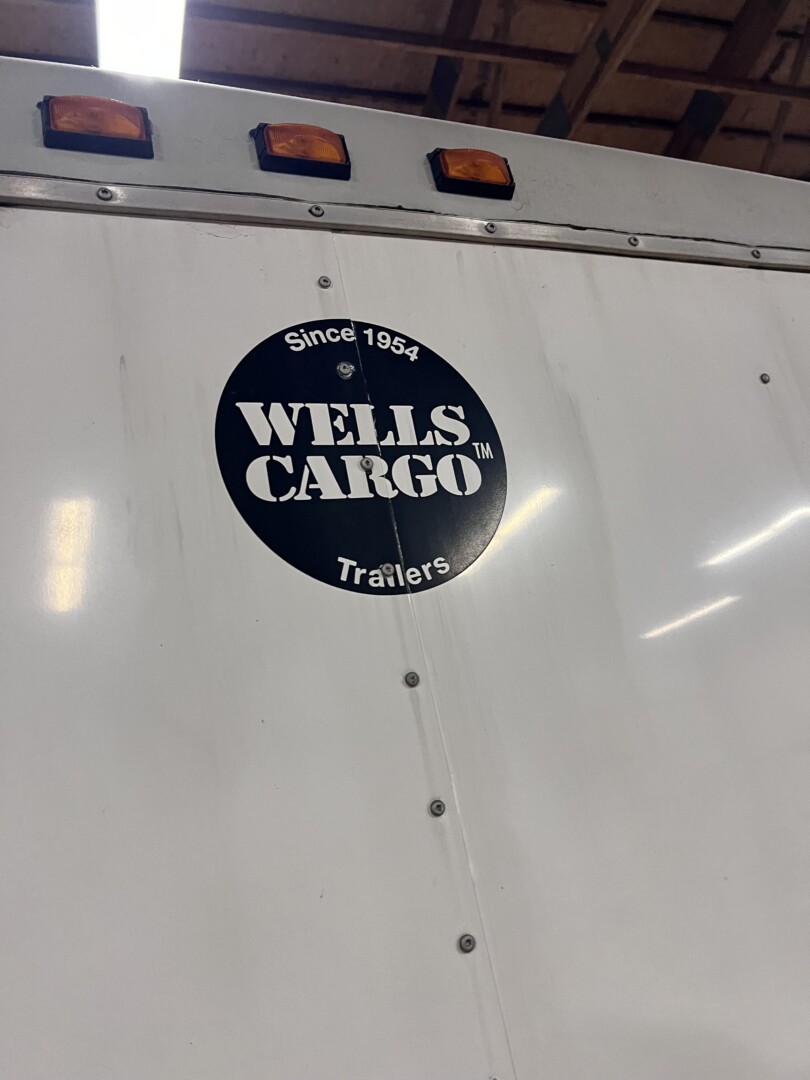 Since 1954
WELLS
CARGO™
Trailers